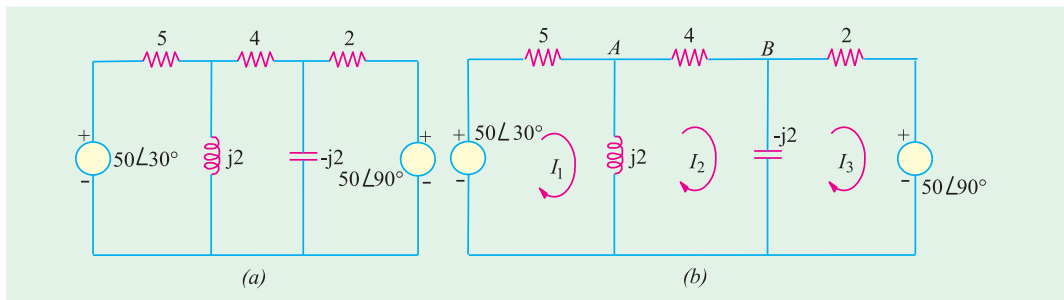 5 4 2
+ 50∠30° - j2 -j2 + 50∠90° -
(a)
5 A 4 B 2
+ 50∠30° - I₁ j2 I₂ -j2 I₃ + 50∠90° -
(b)